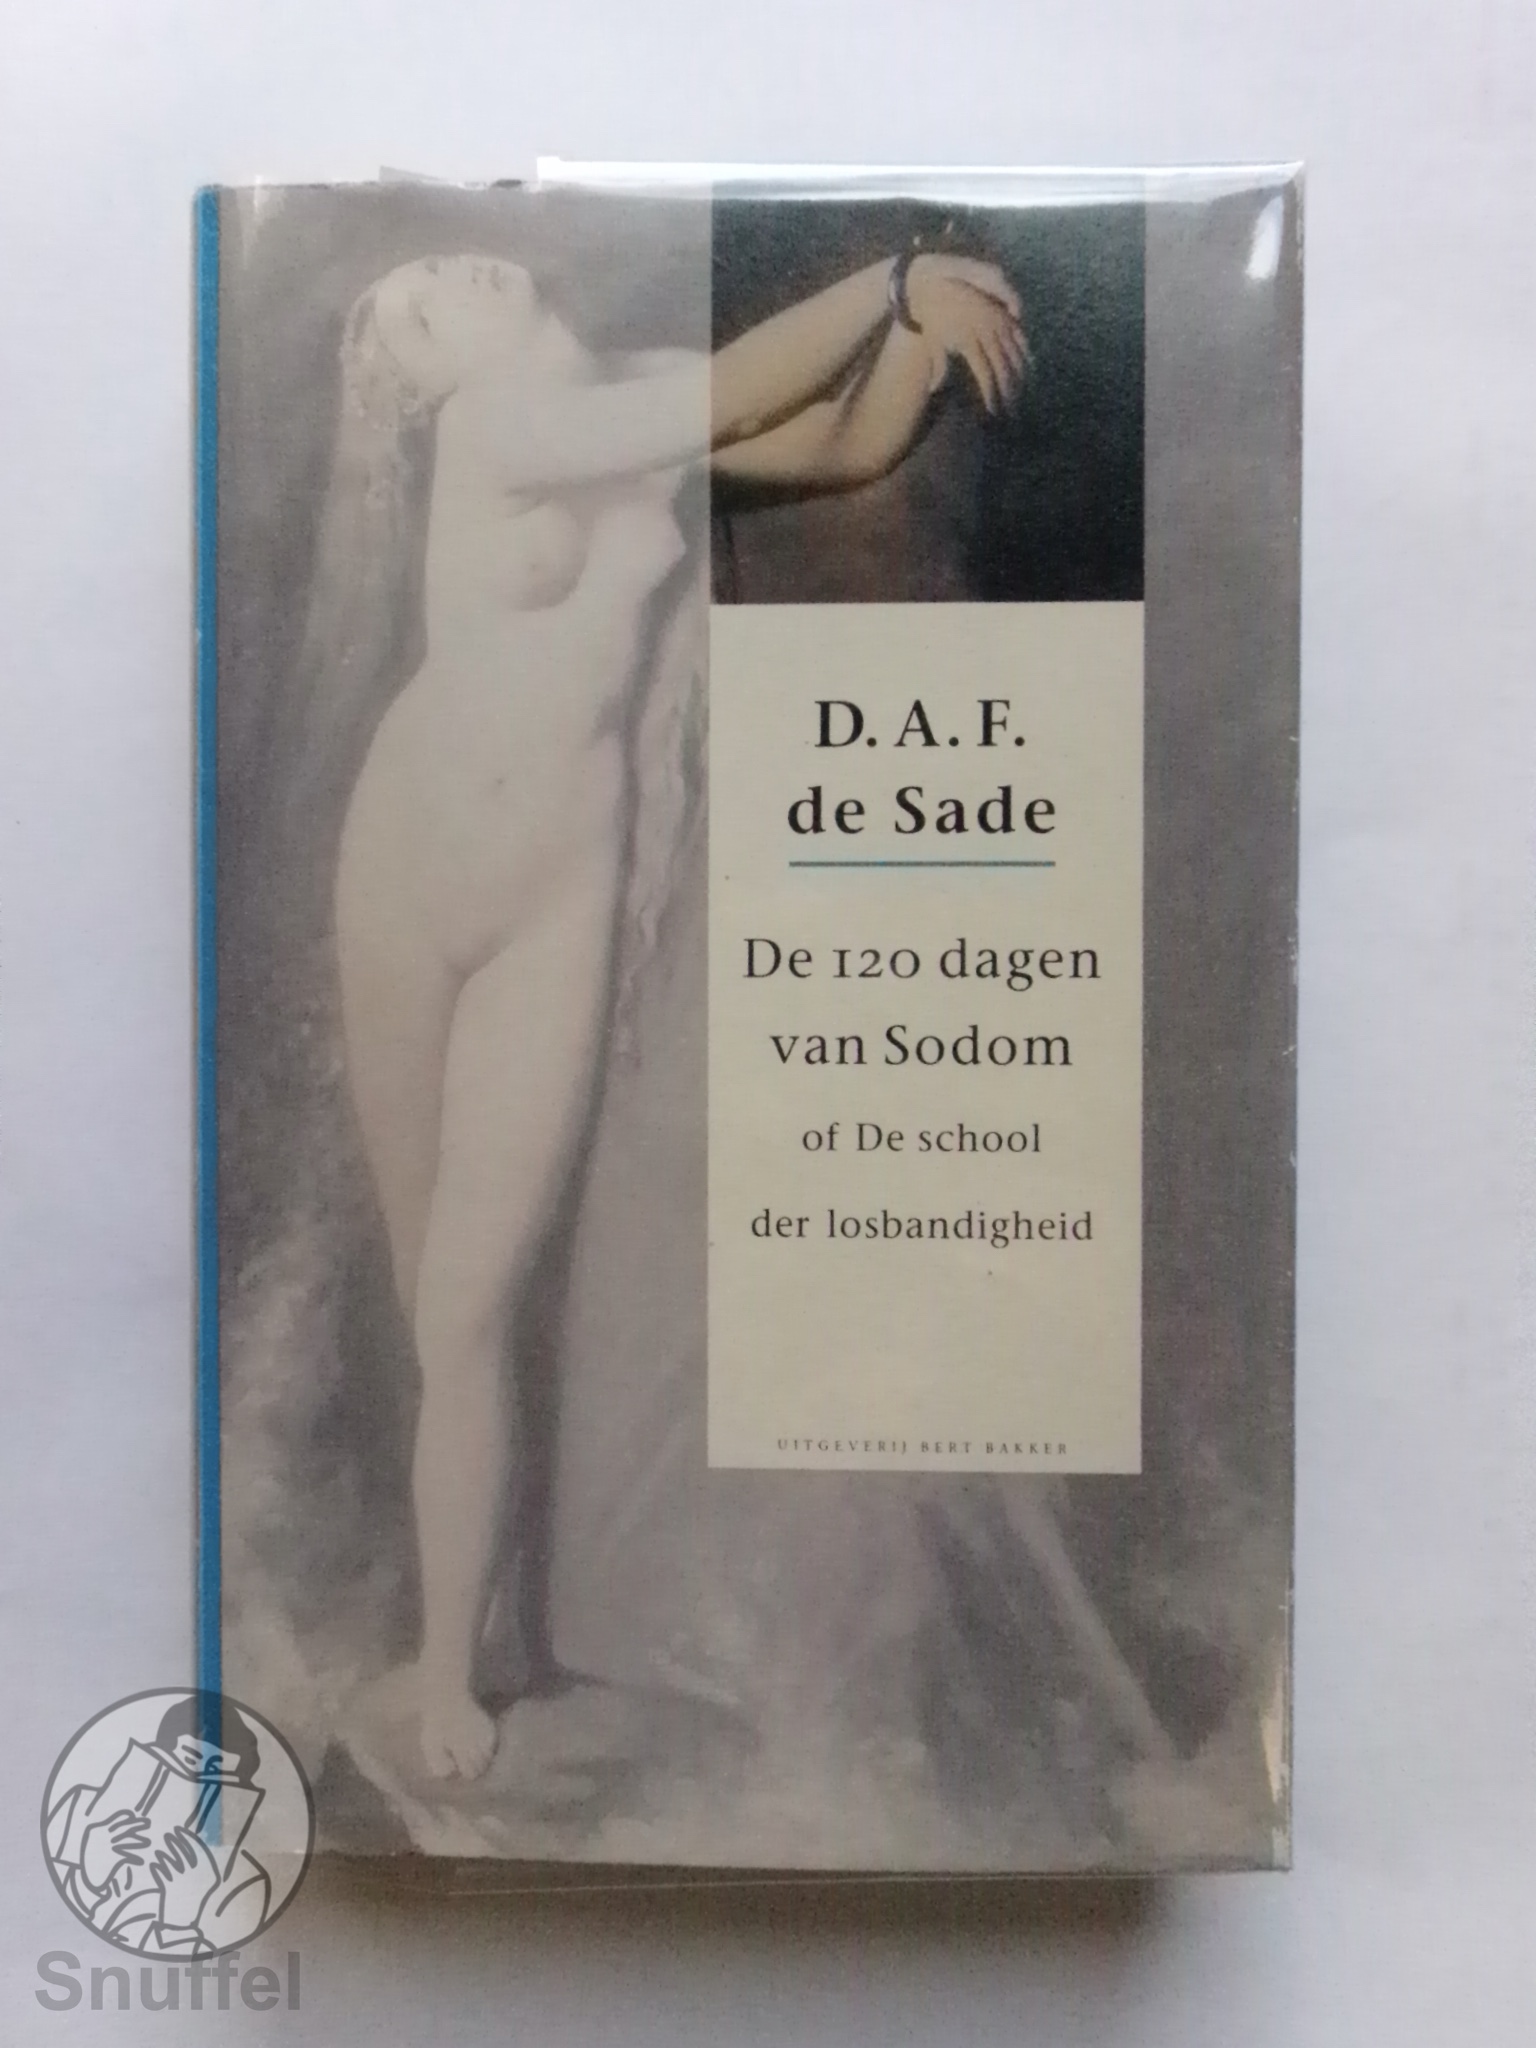 D. A. F.
de Sade
De 120 dagen
van Sodom
of De school
der losbandigheid
UITGEVERIJ BERT BAKKER
Snuffel